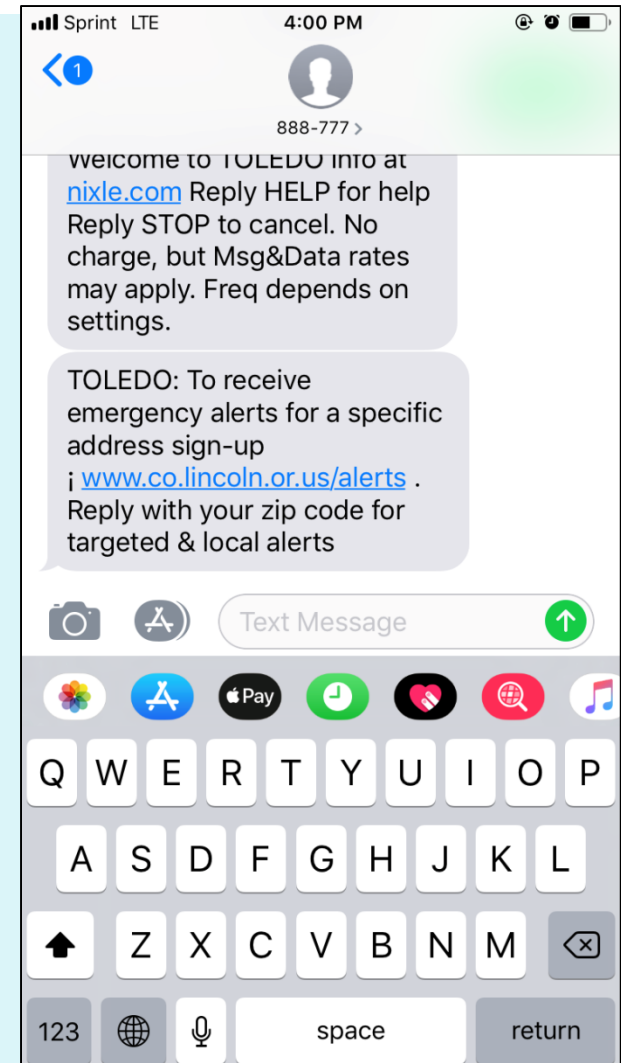 Sprint LTE 4:00 PM
1
888-777 >
Welcome to TOLEDO info at
nixle.com Reply HELP for help
Reply STOP to cancel. No
charge, but Msg&Data rates
may apply. Freq depends on
settings.
TOLEDO: To receive
emergency alerts for a specific
address sign-up
¡ www.co.lincoln.or.us/alerts .
Reply with your zip code for
targeted & local alerts
Text Message
Pay
Q W E R T Y U I O P
A S D F G H J K L
Z X C V B N M
123 space return